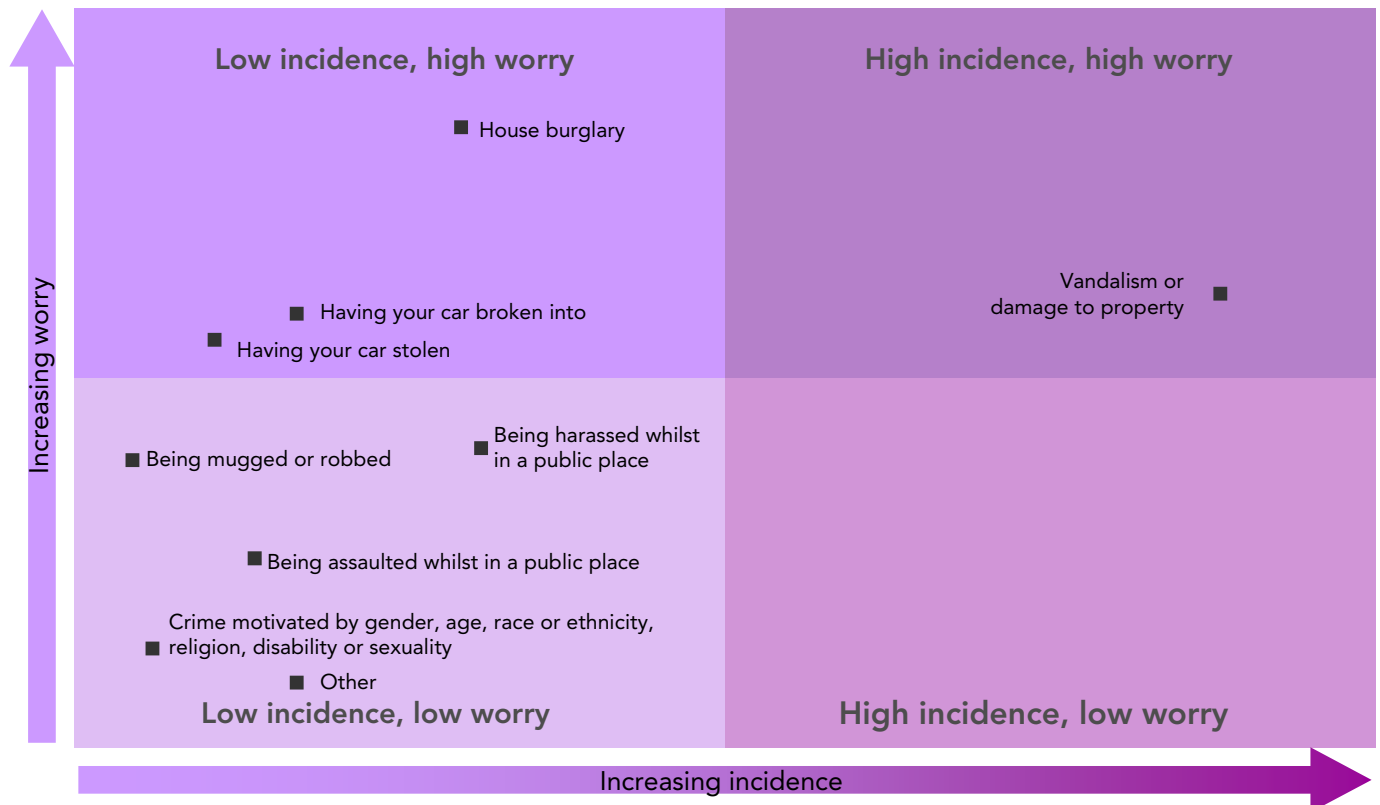 Low incidence, high worry
High incidence, high worry
House burglary
Vandalism or
damage to property
Having your car broken into
Having your car stolen
Increasing worry
Being harassed whilst
in a public place
Being mugged or robbed
Being assaulted whilst in a public place
Crime motivated by gender, age, race or ethnicity,
religion, disability or sexuality
Other
Low incidence, low worry
High incidence, low worry
Increasing incidence